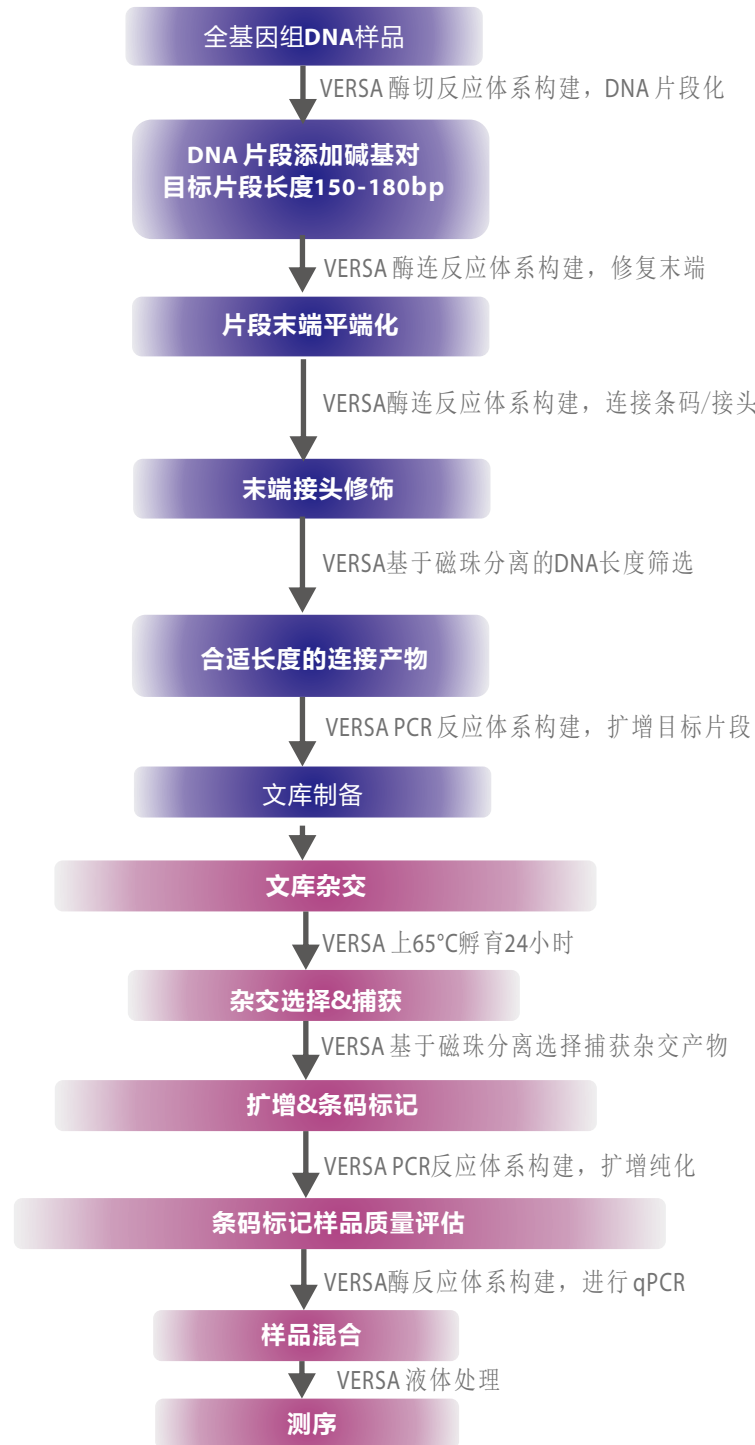 全基因组DNA样品
VERSA 酶切反应体系构建，DNA 片段化
DNA 片段添加碱基对
目标片段长度150-180bp
VERSA 酶连反应体系构建，修复末端
片段末端平端化
VERSA酶连反应体系构建，连接条码/接头
末端接头修饰
VERSA基于磁珠分离的DNA长度筛选
合适长度的连接产物
VERSA PCR 反应体系构建，扩增目标片段
文库制备
文库杂交
VERSA 上65°C孵育24小时
杂交选择&捕获
VERSA 基于磁珠分离选择捕获杂交产物
扩增&条码标记
VERSA PCR反应体系构建，扩增纯化
条码标记样品质量评估
VERSA酶反应体系构建，进行 qPCR
样品混合
VERSA 液体处理
测序